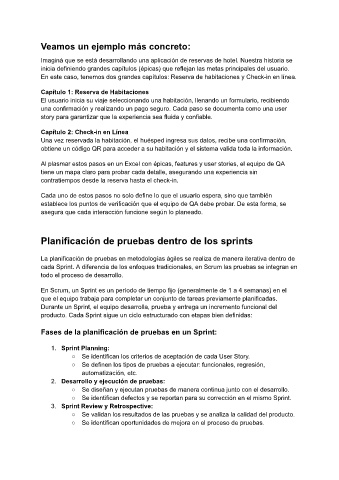 Veamos un ejemplo más concreto:
Imaginá que se está desarrollando una aplicación de reservas de hotel. Nuestra historia se
inicia definiendo grandes capítulos (épicas) que reflejan las metas principales del usuario.
En este caso, tenemos dos grandes capítulos: Reserva de habitaciones y Check-in en línea.
Capítulo 1: Reserva de Habitaciones
El usuario inicia su viaje seleccionando una habitación, llenando un formulario, recibiendo
una confirmación y realizando un pago seguro. Cada paso se documenta como una user
story para garantizar que la experiencia sea fluida y confiable.
Capítulo 2: Check-in en Línea
Una vez reservada la habitación, el huésped ingresa sus datos, recibe una confirmación,
obtiene un código QR para acceder a su habitación y el sistema valida toda la información.
Al plasmar estos pasos en un Excel con épicas, features y user stories, el equipo de QA
tiene un mapa claro para probar cada detalle, asegurando una experiencia sin
contratiempos desde la reserva hasta el check-in.
Cada uno de estos pasos no solo define lo que el usuario espera, sino que también
establece los puntos de verificación que el equipo de QA debe probar. De esta forma, se
asegura que cada interacción funcione según lo planeado.
Planificación de pruebas dentro de los sprints
La planificación de pruebas en metodologías ágiles se realiza de manera iterativa dentro de
cada Sprint. A diferencia de los enfoques tradicionales, en Scrum las pruebas se integran en
todo el proceso de desarrollo.
En Scrum, un Sprint es un período de tiempo fijo (generalmente de 1 a 4 semanas) en el
que el equipo trabaja para completar un conjunto de tareas previamente planificadas.
Durante un Sprint, el equipo desarrolla, prueba y entrega un incremento funcional del
producto. Cada Sprint sigue un ciclo estructurado con etapas bien definidas:
Fases de la planificación de pruebas en un Sprint:
1. Sprint Planning:
○ Se identifican los criterios de aceptación de cada User Story.
○ Se definen los tipos de pruebas a ejecutar: funcionales, regresión,
automatización, etc.
2. Desarrollo y ejecución de pruebas:
○ Se diseñan y ejecutan pruebas de manera continua junto con el desarrollo.
○ Se identifican defectos y se reportan para su corrección en el mismo Sprint.
3. Sprint Review y Retrospective:
○ Se validan los resultados de las pruebas y se analiza la calidad del producto.
○ Se identifican oportunidades de mejora en el proceso de pruebas.